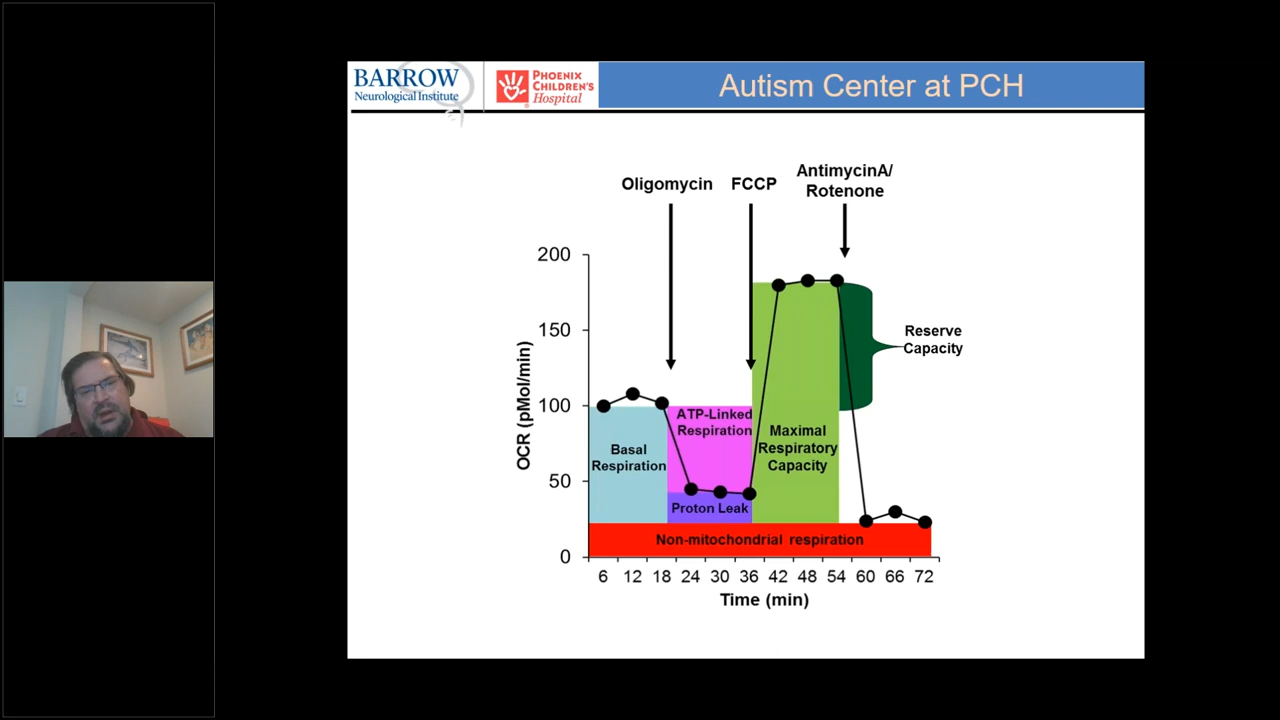 BARROW
Neurological Institute
PHOENIX
CHILDREN'S
Hospital
Autism Center at PCH
Oligomycin
FCCP
AntimycinA/
Rotenone
200
150
100
50
0
OCR (pMol/min)
Basal
Respiration
ATP-Linked
Respiration
Proton Leak
Maximal
Respiratory
Capacity
Reserve
Capacity
Non-mitochondrial respiration
6 12 18 24 30 36 42 48 54 60 66 72
Time (min)